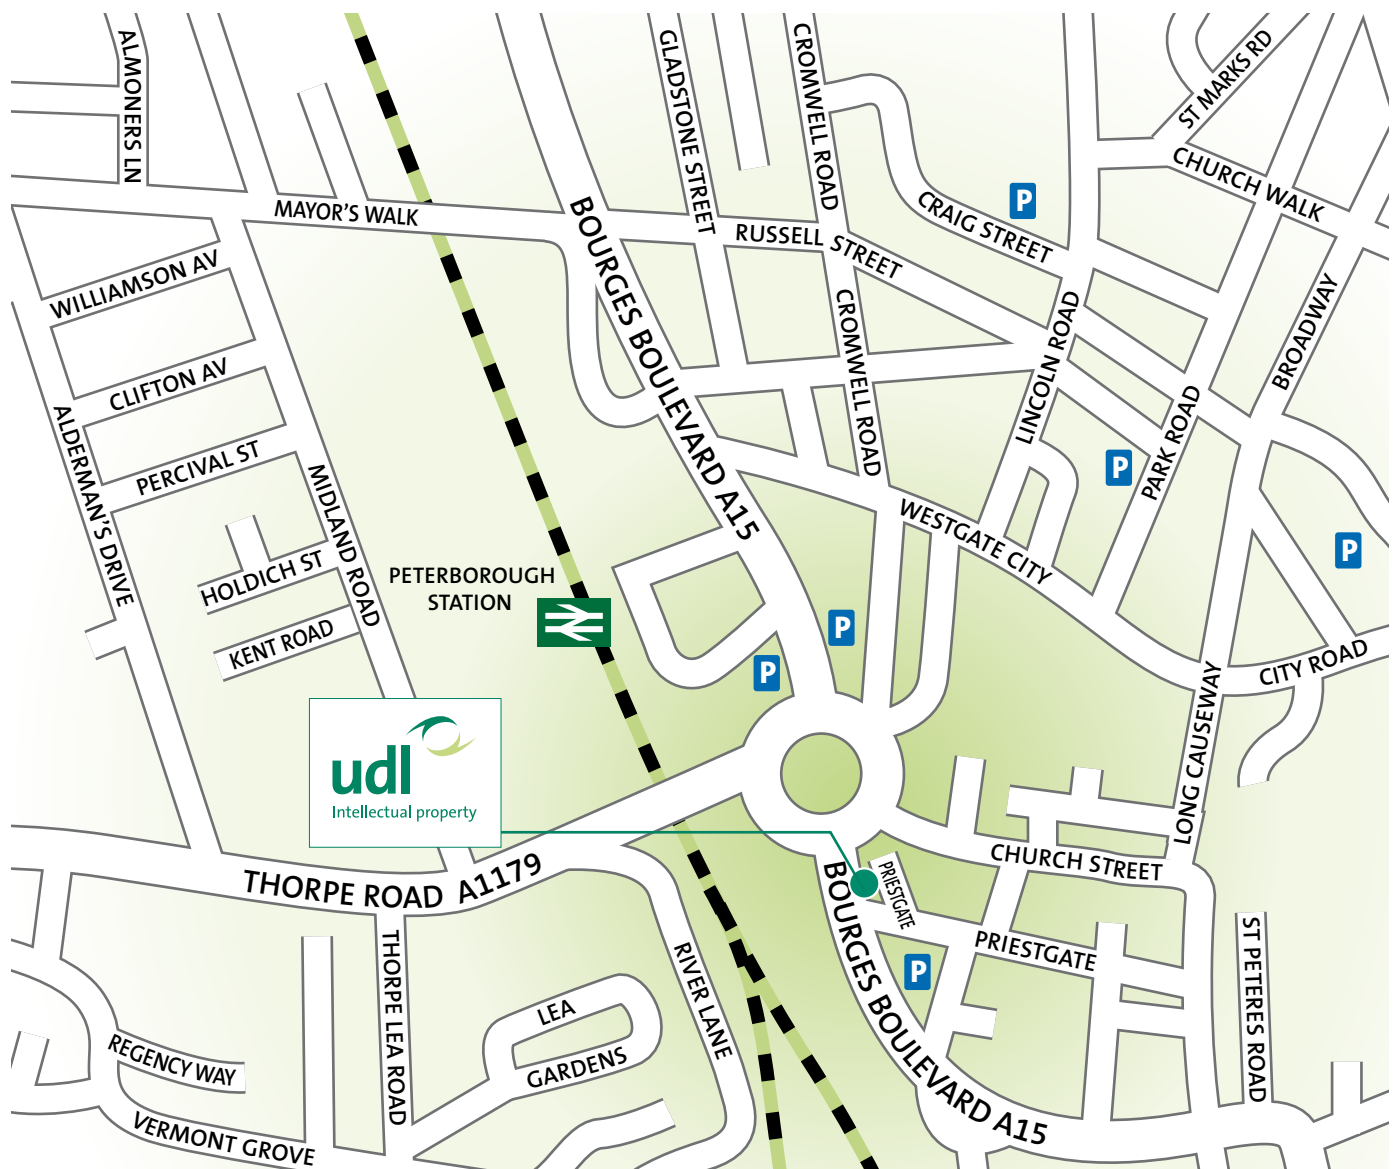 ALMONERS LN
GLADSTONE STREET
CROMWELL ROAD
ST MARKS RD
CHURCH WALK
P
CRAIG STREET
MAYOR'S WALK
BOURGES BOULEVARD A15
RUSSELL STREET
WILLIAMSON AV
CROMWELL ROAD
LINCOLN ROAD
BROADWAY
CLIFTON AV
ALDERMAN'S DRIVE
PERCIVAL ST
MIDLAND ROAD
PARK ROAD
P
WESTGATE CITY
P
HOLDICH ST
PETERBOROUGH
STATION
KENT ROAD
P
P
CITY ROAD
LONG CAUSEWAY
udl
Intellectual property
THORPE ROAD A1179
CHURCH STREET
PRIESTGATE
BOURGES BOULEVARD A15
PRIESTGATE
P
ST PETERES ROAD
THORPE LEA ROAD
RIVER LANE
LEA
GARDENS
REGENCY WAY
VERMONT GROVE